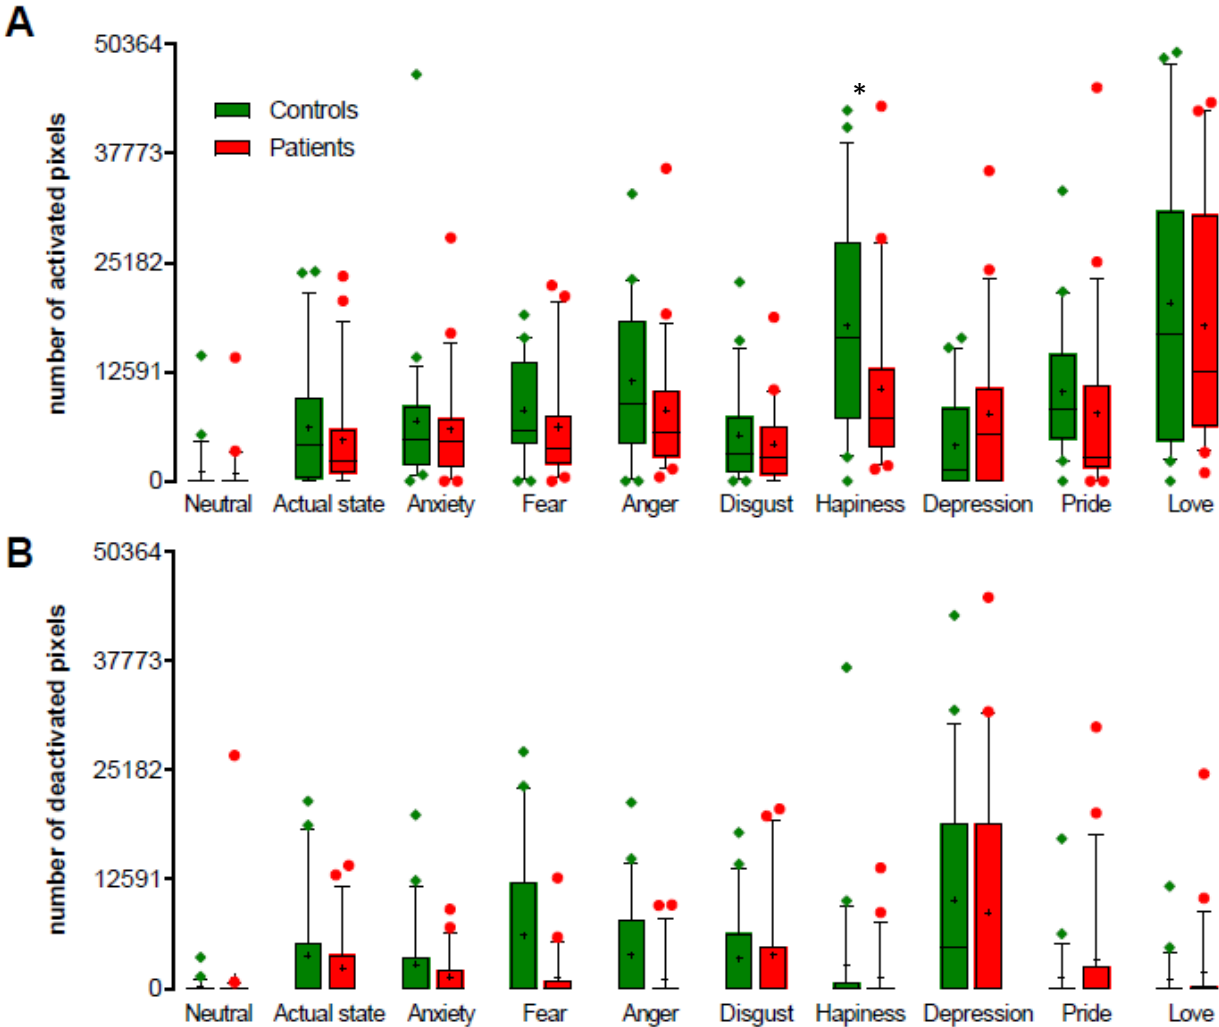 A
number of activated pixels
50364
37773
25182
12591
0
Controls
Patients
*
Neutral Actual state Anxiety Fear Anger Disgust Hapiness Depression Pride Love
B
number of deactivated pixels
50364
37773
25182
12591
0
Neutral Actual state Anxiety Fear Anger Disgust Hapiness Depression Pride Love